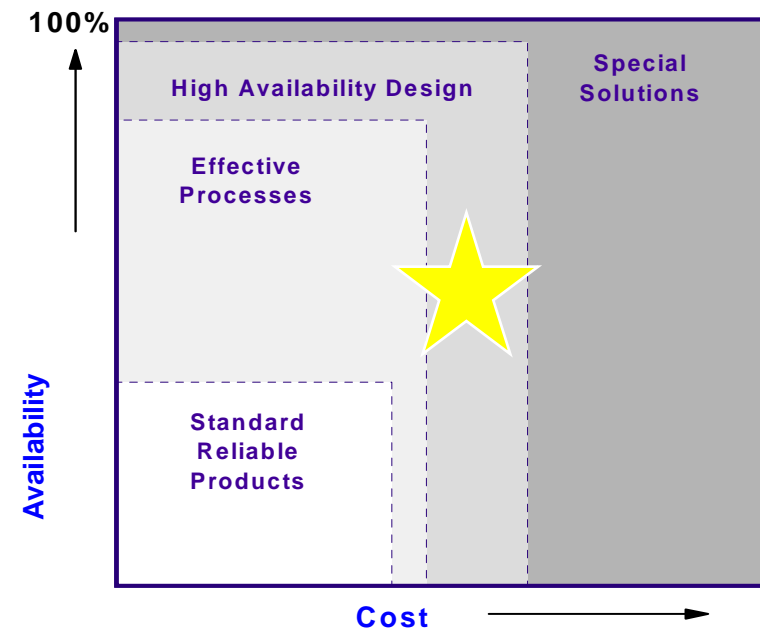 100%
High Availability Design
Special
Solutions
Effective
Processes
Standard
Reliable
Products
Availability
Cost